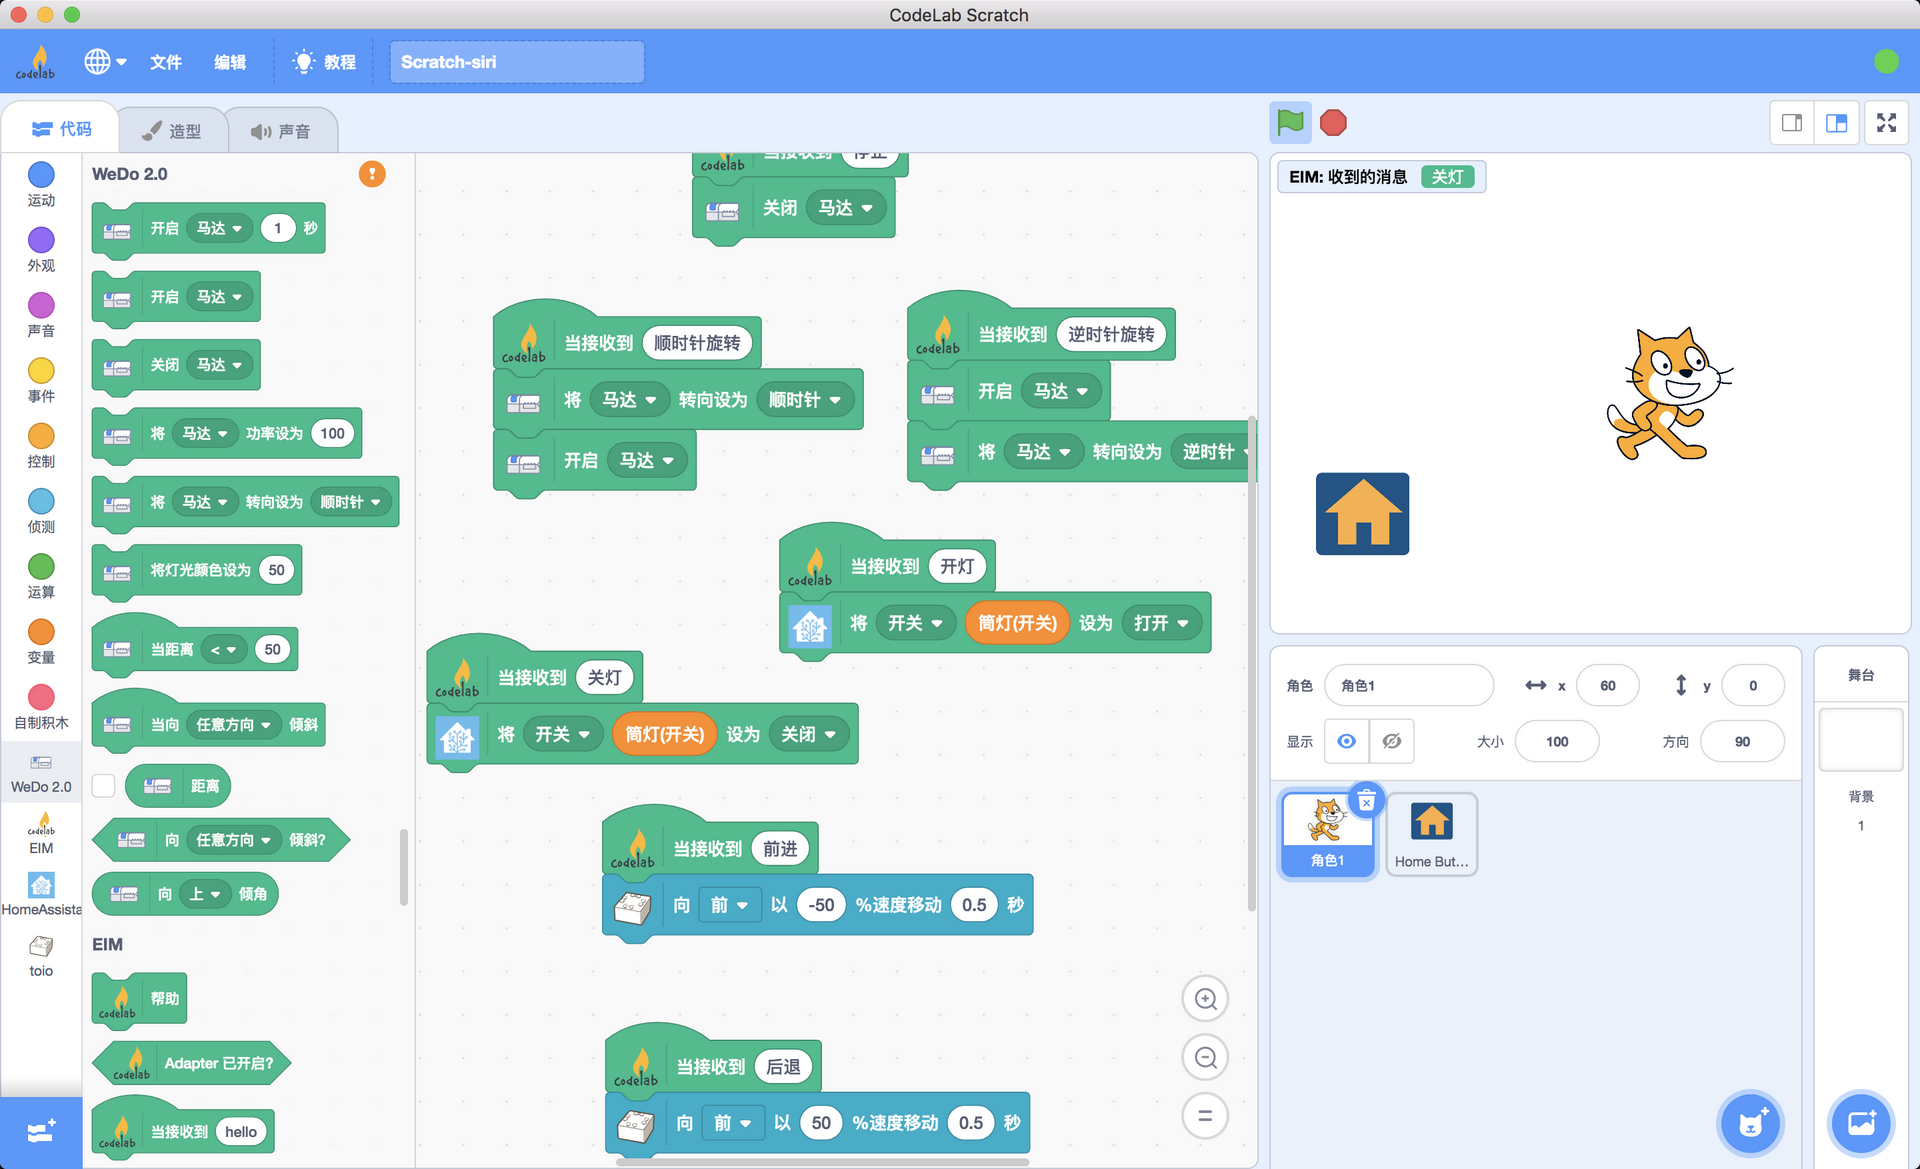 CodeLab Scratch
codelab
文件
编辑
教程
Scratch-siri
代码
造型
声音
运动
外观
声音
事件
控制
侦测
运算
变量
自制积木
WeDo 2.0
codelab
EIM
HomeAssista
toio
WeDo 2.0
!
开启 马达 1 秒
开启 马达
关闭 马达
将 马达 功率设为 100
将 马达 转向设为 顺时针
将灯光颜色设为 50
当距离 < 50
当向 任意方向 倾斜
距离
向 任意方向 倾斜?
向 上 倾角
EIM
codelab 帮助
codelab Adapter 已开启?
codelab 当接收到 hello
codelab 当接收到 停止
关闭 马达
codelab 当接收到 顺时针旋转
将 马达 转向设为 顺时针
开启 马达
codelab 当接收到 逆时针旋转
开启 马达
将 马达 转向设为 逆时针
codelab 当接收到 开灯
将 开关 筒灯(开关) 设为 打开
codelab 当接收到 关灯
将 开关 筒灯(开关) 设为 关闭
codelab 当接收到 前进
向 前 以 -50 %速度移动 0.5 秒
codelab 当接收到 后退
向 前 以 50 %速度移动 0.5 秒
EIM: 收到的消息 关灯
角色 角色1 x 60 y 0
显示 大小 100 方向 90
角色1
Home But...
舞台
背景
1